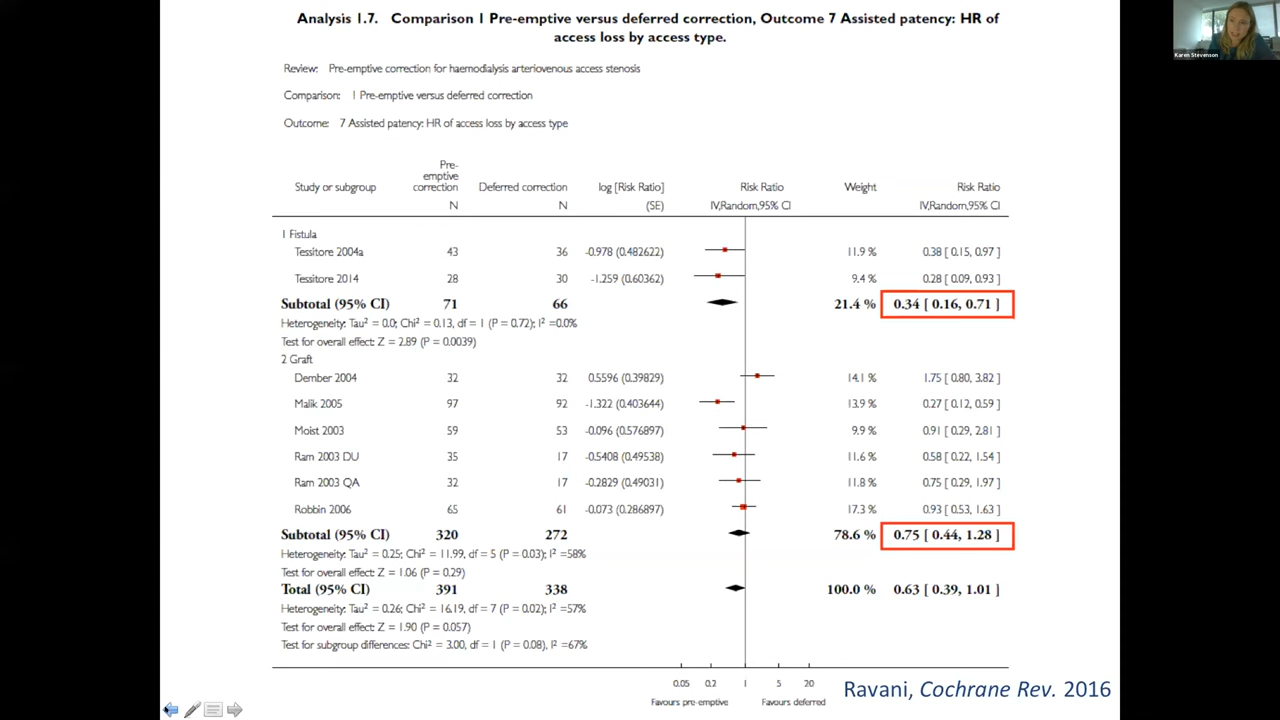 Analysis 1.7. Comparison 1 Pre-emptive versus deferred correction, Outcome 7 Assisted patency: HR of
access loss by access type.
Karen Stevenson
Review: Pre-emptive correction for haemodialysis arteriovenous access stenosis
Comparison: 1 Pre-emptive versus deferred correction
Outcome: 7 Assisted patency: HR of access loss by access type
Pre-
emptive
Study or subgroup correction Deferred correction log [Risk Ratio] Risk Ratio Weight Risk Ratio
N N (SE) IV,Random,95% CI IV,Random,95% CI
1 Fistula
Tessitore 2004a 43 36 -0.978 (0.482622) 11.9 % 0.38 [ 0.15, 0.97 ]
Tessitore 2014 28 30 -1.259 (0.60362) 9.4 % 0.28 [ 0.09, 0.93 ]
Subtotal (95% CI) 71 66 21.4 % 0.34 [ 0.16, 0.71 ]
Heterogeneity: Tau² = 0.0; Chi² = 0.13, df = 1 (P = 0.72); I² =0.0%
Test for overall effect: Z = 2.89 (P = 0.0039)
2 Graft
Dember 2004 32 32 0.5596 (0.39829) 14.1 % 1.75 [ 0.80, 3.82 ]
Malik 2005 97 92 -1.322 (0.403644) 13.9 % 0.27 [ 0.12, 0.59 ]
Moist 2003 59 53 -0.096 (0.576897) 9.9 % 0.91 [ 0.29, 2.81 ]
Ram 2003 DU 35 17 -0.5408 (0.49538) 11.6 % 0.58 [ 0.22, 1.54 ]
Ram 2003 QA 32 17 -0.2829 (0.49031) 11.8 % 0.75 [ 0.29, 1.97 ]
Robbin 2006 65 61 -0.073 (0.286897) 17.3 % 0.93 [ 0.53, 1.63 ]
Subtotal (95% CI) 320 272 78.6 % 0.75 [ 0.44, 1.28 ]
Heterogeneity: Tau² = 0.25; Chi² = 11.99, df = 5 (P = 0.03); I² =58%
Test for overall effect: Z = 1.06 (P = 0.29)
Total (95% CI) 391 338 100.0 % 0.63 [ 0.39, 1.01 ]
Heterogeneity: Tau² = 0.26; Chi² = 16.19, df = 7 (P = 0.02); I² =57%
Test for overall effect: Z = 1.90 (P = 0.057)
Test for subgroup differences: Chi² = 3.00, df = 1 (P = 0.08), I² =67%
0.05 0.2 1 5 20
Favours pre-emptive Favours deferred
Ravani, Cochrane Rev. 2016